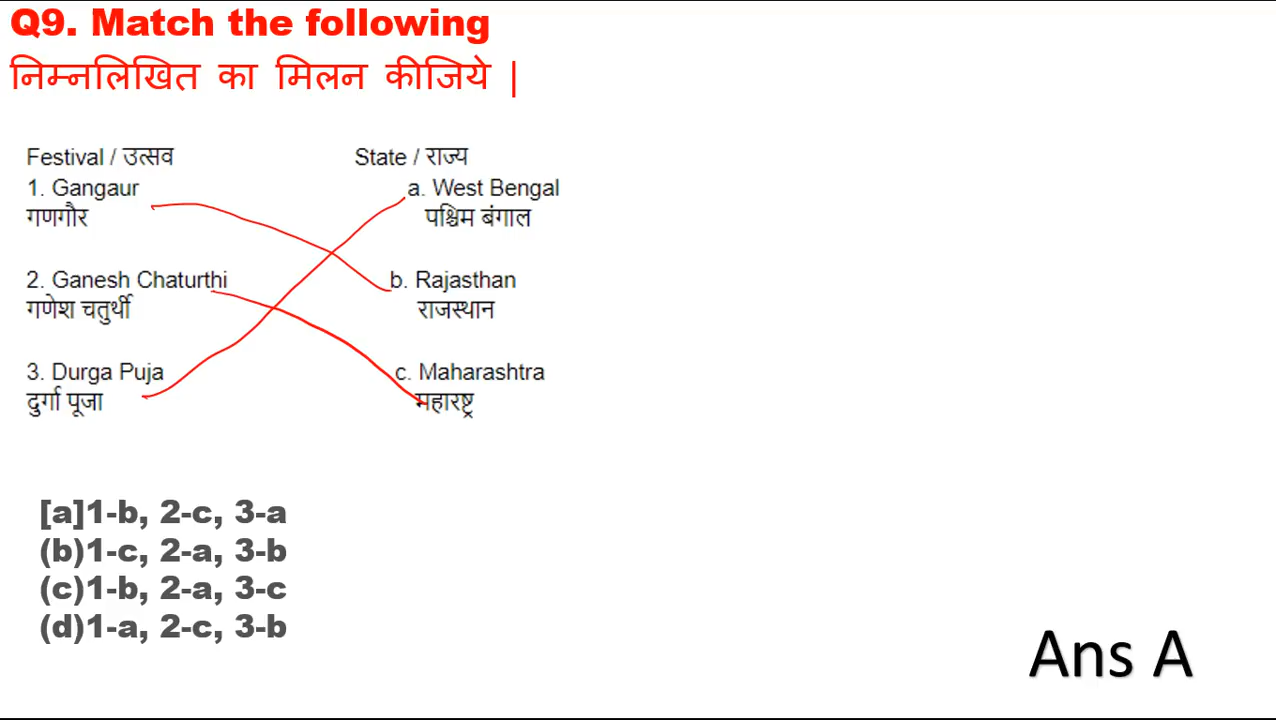 Q9. Match the following
निम्नलिखित का मिलन कीजिये |
Festival / उत्सव State / राज्य
1. Gangaur a. West Bengal
गणगौर पश्चिम बंगाल
2. Ganesh Chaturthi b. Rajasthan
गणेश चतुर्थी राजस्थान
3. Durga Puja c. Maharashtra
दुर्गा पूजा महाराष्ट्र
[a]1-b, 2-c, 3-a
(b)1-c, 2-a, 3-b
(c)1-b, 2-a, 3-c
(d)1-a, 2-c, 3-b
Ans A